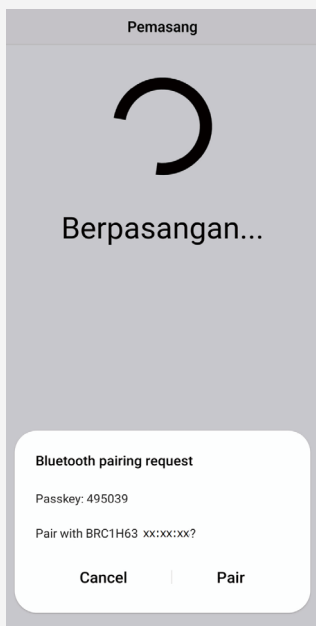 Pemasang
Berpasangan...
Bluetooth pairing request
Passkey: 495039
Pair with BRC1H63 xx:xx:xx?
Cancel Pair